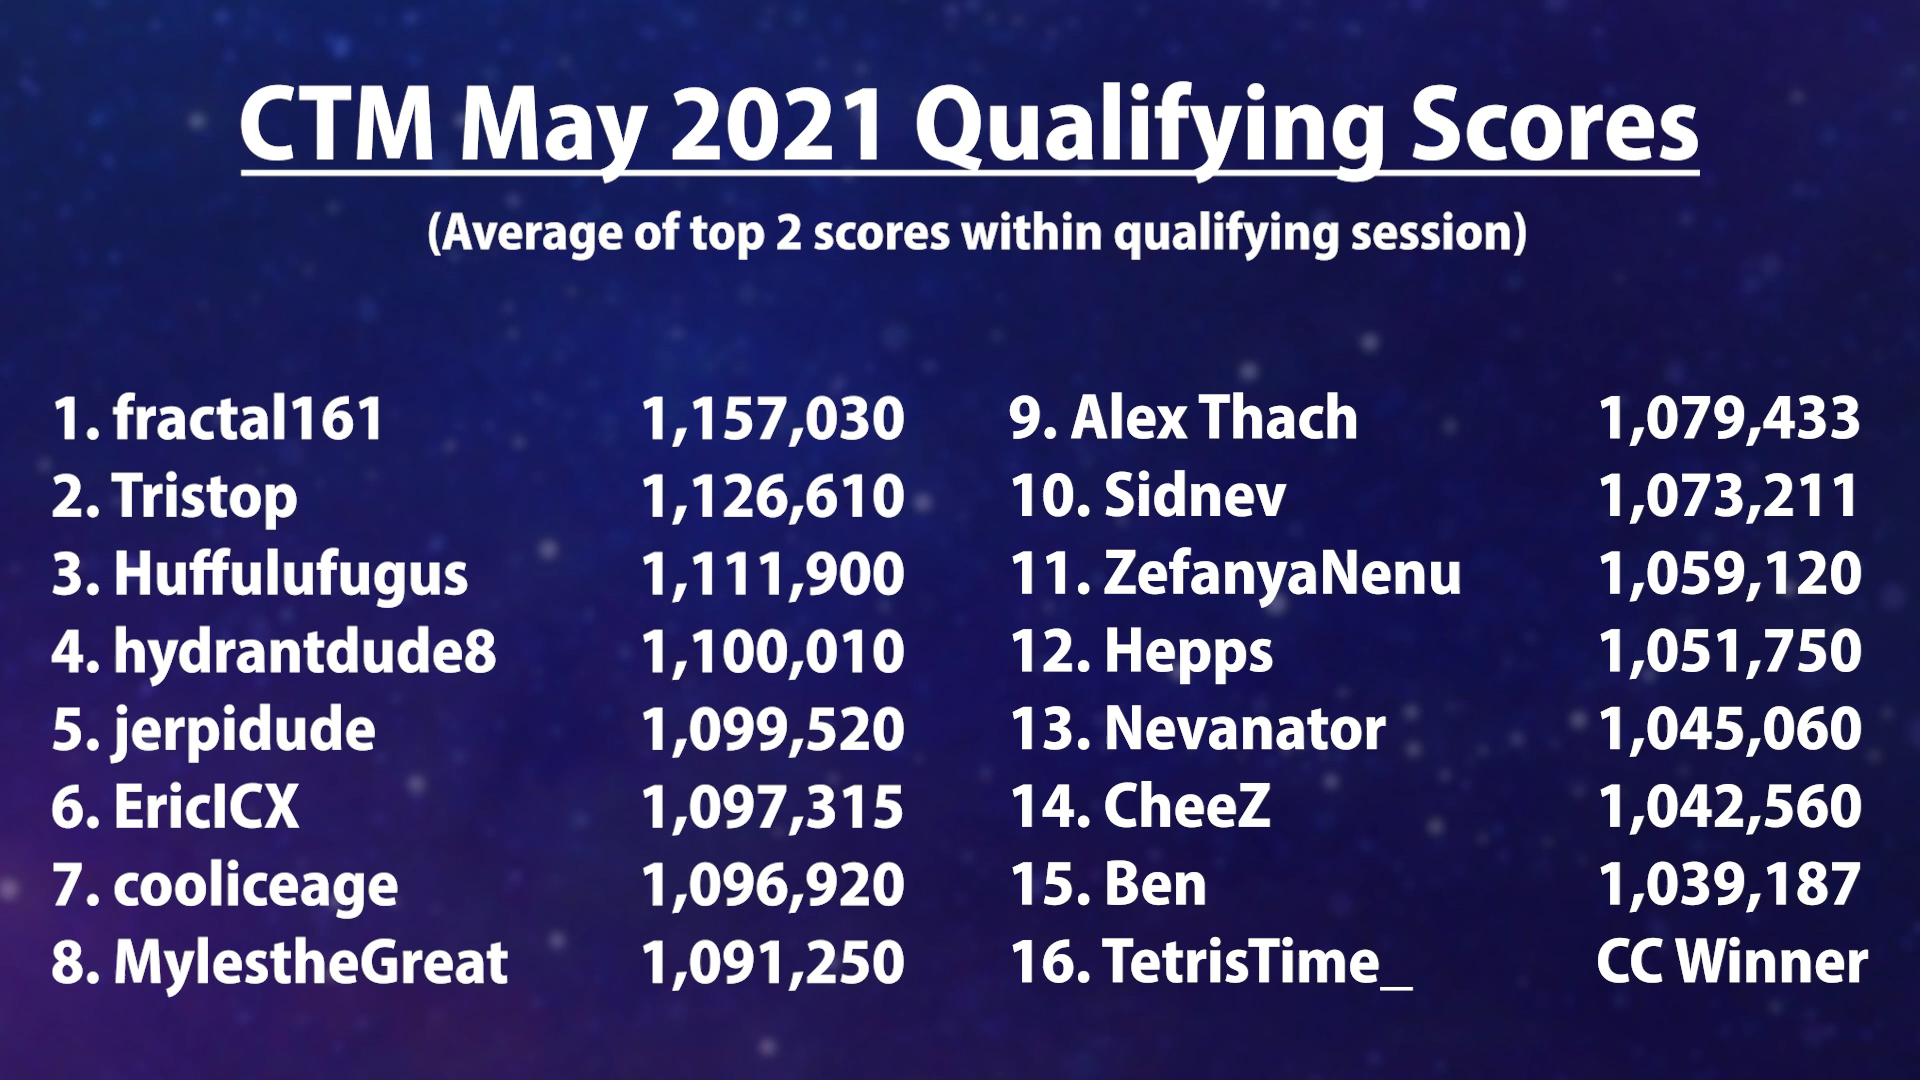 CTM May 2021 Qualifying Scores
(Average of top 2 scores within qualifying session)
1. fractal161 1,157,030
2. Tristop 1,126,610
3. Huffulufugus 1,111,900
4. hydrantdude8 1,100,010
5. jerpidude 1,099,520
6. EricICX 1,097,315
7. cooliceage 1,096,920
8. MylestheGreat 1,091,250
9. Alex Thach 1,079,433
10. Sidnev 1,073,211
11. ZefanyaNenu 1,059,120
12. Hepps 1,051,750
13. Nevanator 1,045,060
14. CheeZ 1,042,560
15. Ben 1,039,187
16. TetrisTime_ CC Winner